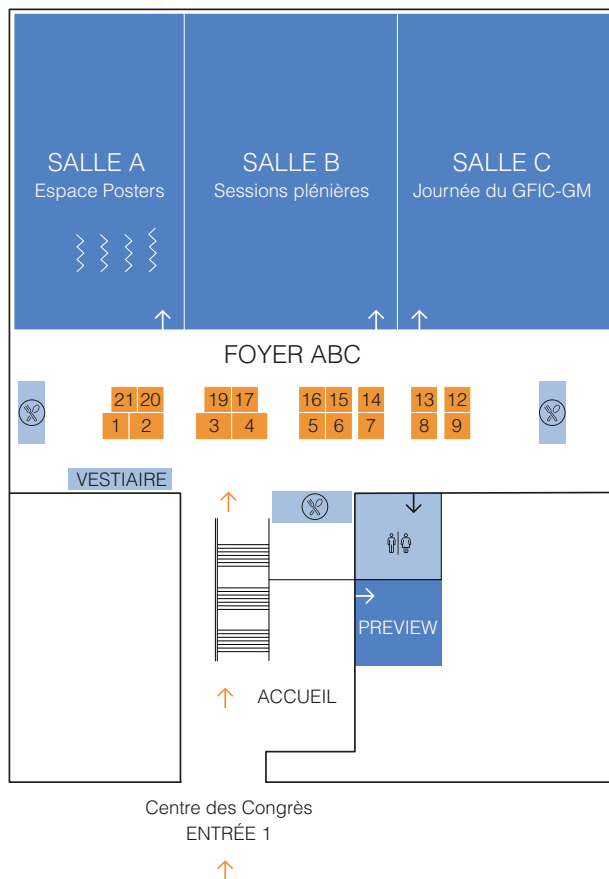 SALLE A
Espace Posters
SALLE B
Sessions plénières
SALLE C
Journée du GFIC-GM
FOYER ABC
21 20 19 17 16 15 14 13 12
1 2 3 4 5 6 7 8 9
VESTIAIRE
PREVIEW
ACCUEIL
Centre des Congrès
ENTRÉE 1